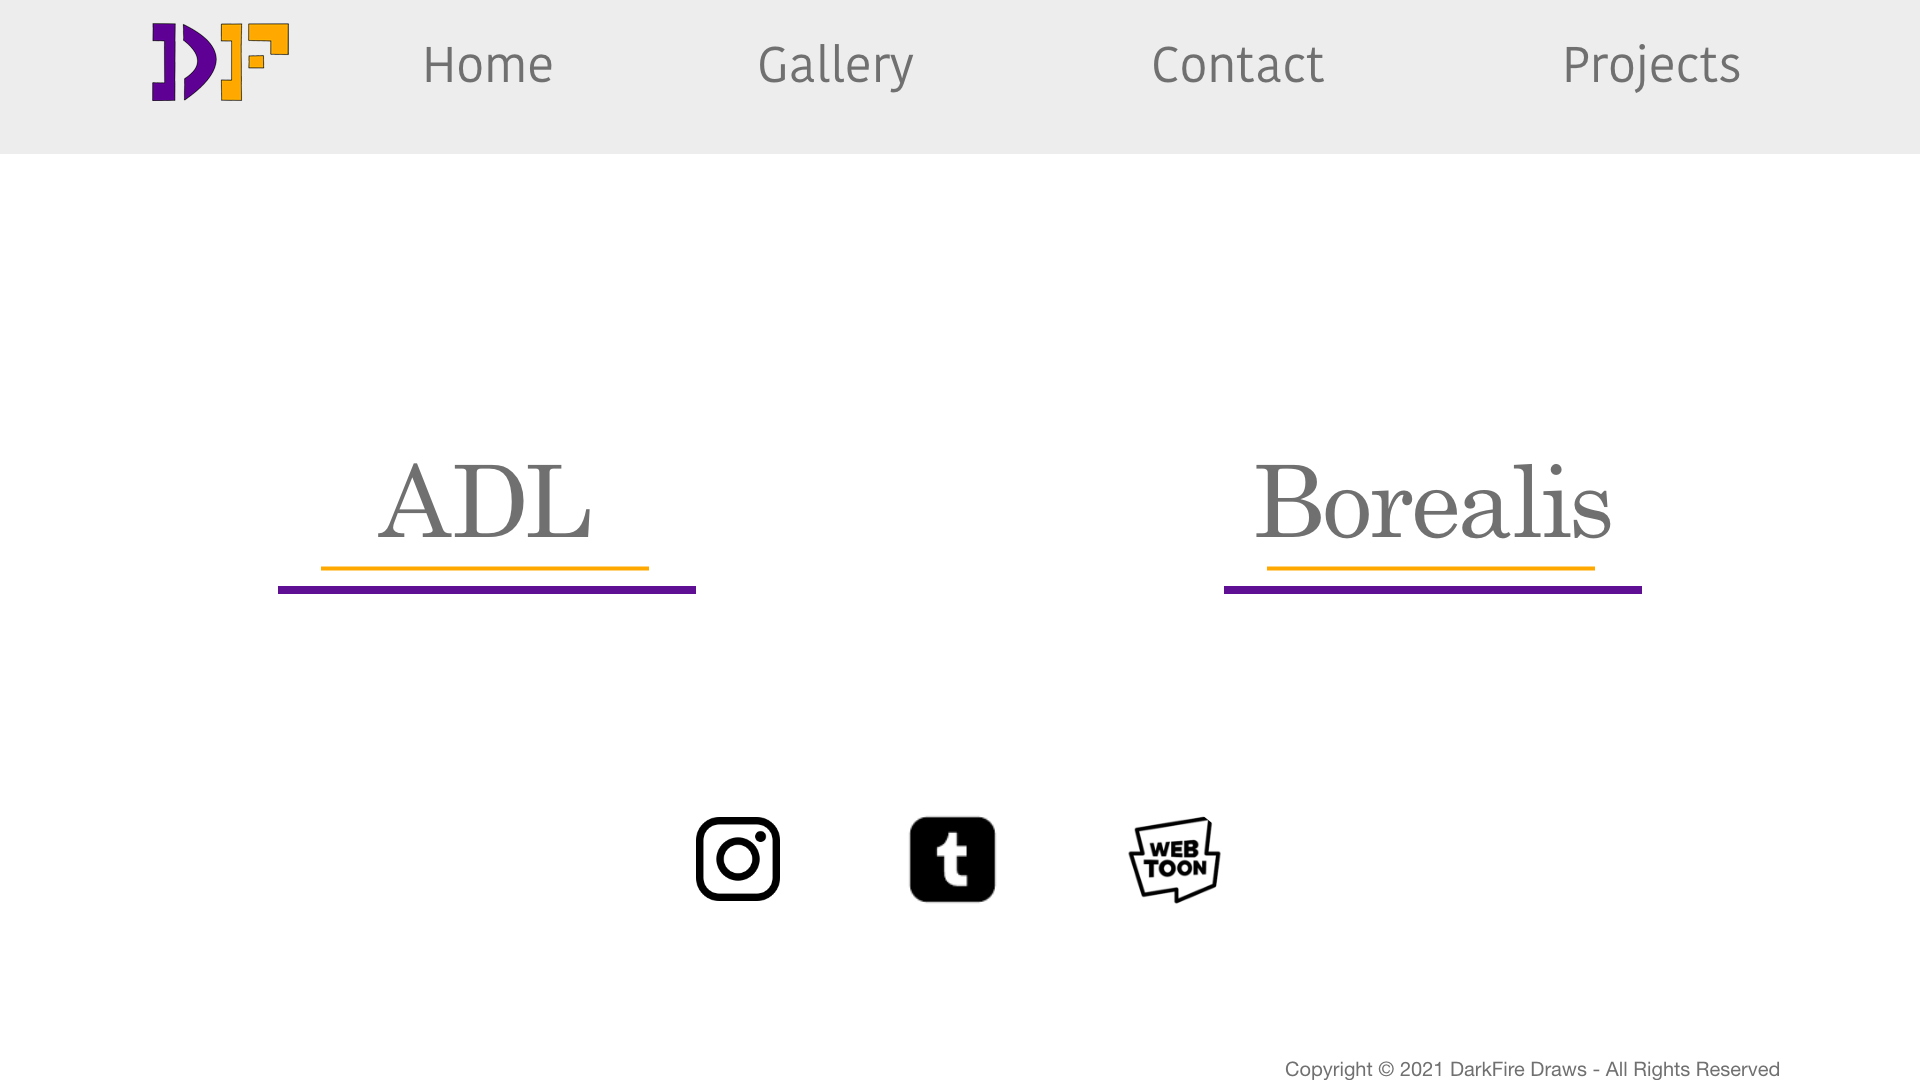 DF
Home Gallery Contact Projects
ADL Borealis
t
WEB
TOON
Copyright © 2021 DarkFire Draws - All Rights Reserved